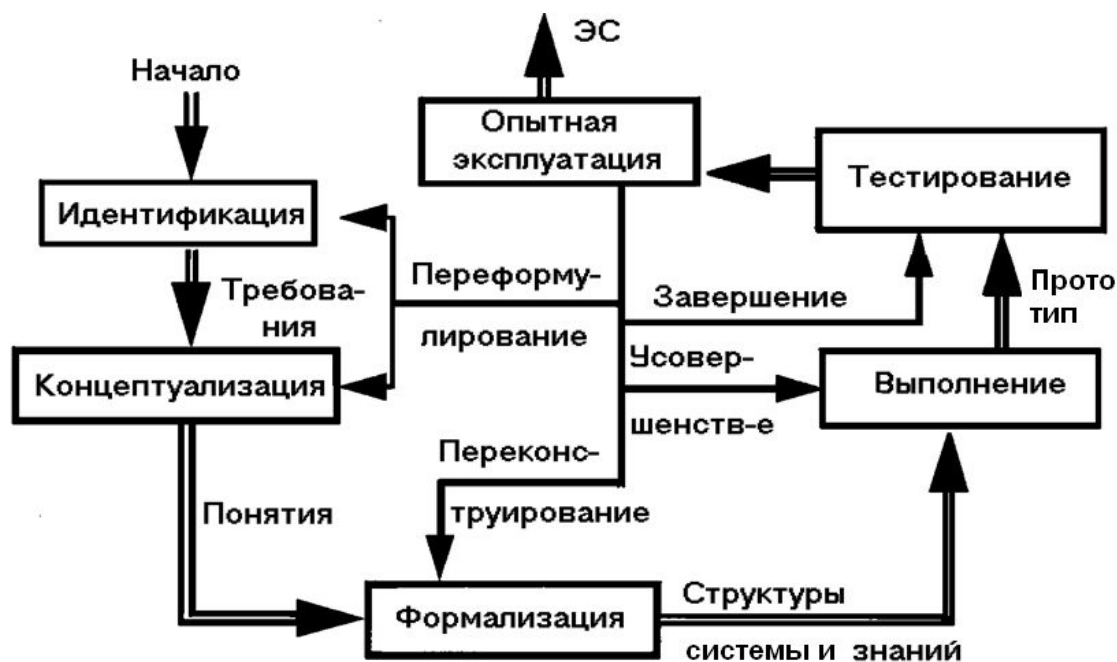 ЭС
Начало
Опытная
эксплуатация
Тестирование
Идентификация
Требова-
ния
Переформу-
лирование
Завершение
Прото
тип
Концептуализация
Усовер-
шенств-е
Выполнение
Понятия
Переконс-
труирование
Формализация
Структуры
системы и знаний